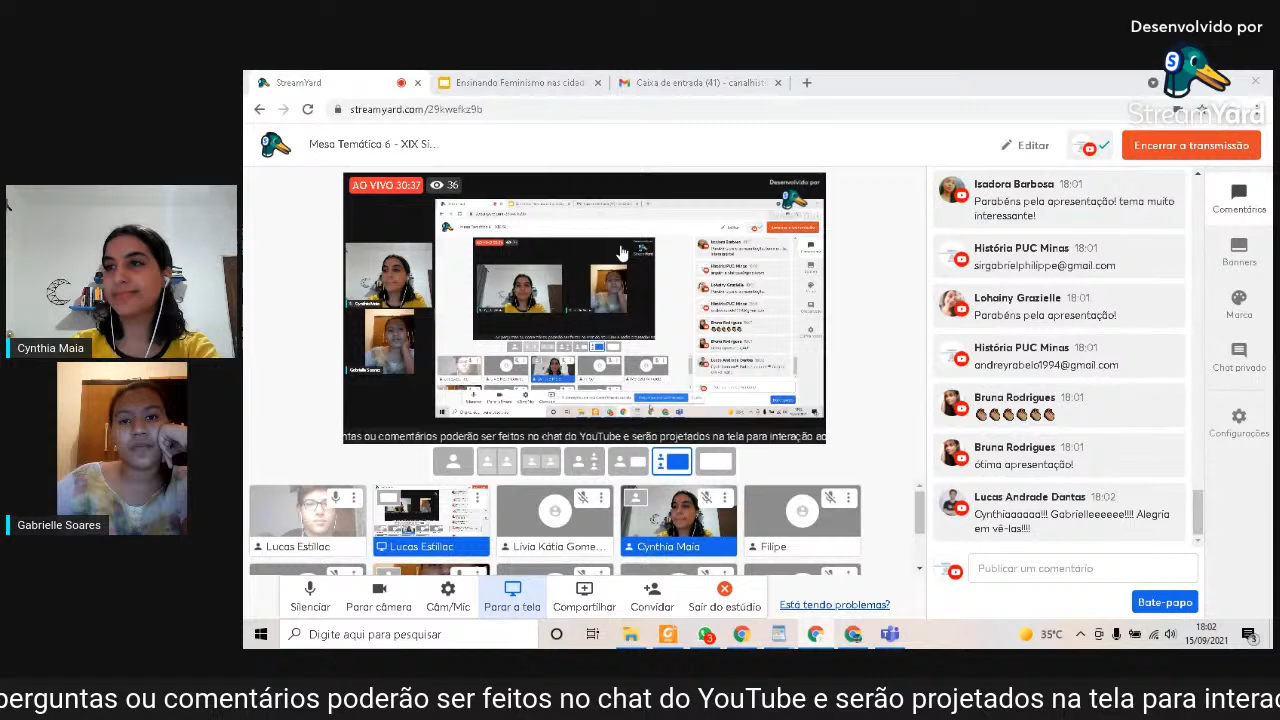 Desenvolvido por
StreamYard
StreamYard
Ensinando Feminismo nas cidad
Caixa de entrada (41) - canalhist
streamyard.com/29kwefkz9b
Mesa Temática 6 - XIX Si...
Editar
Encerrar a transmissão
AO VIVO 30:37
36
Desenvolvido por
Cynthia Maia
Gabrielle Soares
ntas ou comentários poderão ser feitos no chat do YouTube e serão projetados na tela para interação ao
Isadora Barbosa 18:01
Parabéns pela apresentação! tema muito
interessante!
História PUC Minas 18:01
sirgabrielphilippe@gmail.com
Lohainy Grazielle 18:01
Parabéns pela apresentação!
História PUC Minas 18:01
andreyrabelo1994@gmail.com
Bruna Rodrigues 18:01
Bruna Rodrigues 18:01
ótima apresentação!
Lucas Andrade Dantas 18:02
Cynthiaaaaaa!!! Gabrielleeeeee!!!! Alegria
em vê-las!!!!
Publicar um comentário
Bate-papo
Comentários
Banners
Marca
Chat privado
Configurações
Lucas Estillac
Lucas Estillac
Lívia Kátia Gome...
Cynthia Maia
Filipe
Silenciar
Parar câmera
Câm/Mic
Parar a tela
Compartilhar
Convidar
Sair do estúdio
Está tendo problemas?
Digite aqui para pesquisar
3
35°C
18:02
15/09/2021
3
perguntas ou comentários poderão ser feitos no chat do YouTube e serão projetados na tela para interaç